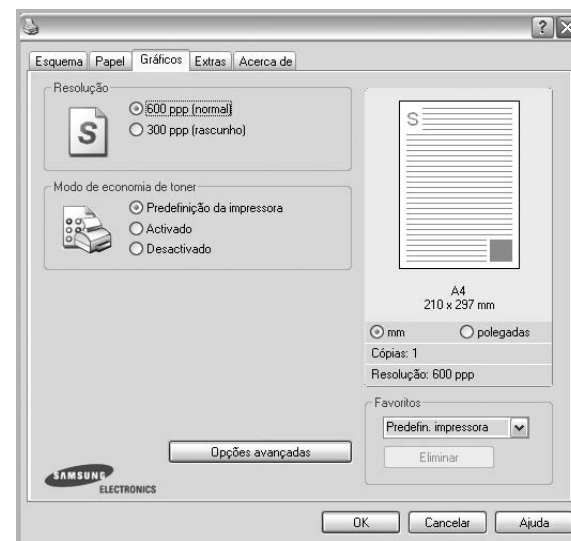 ?
Esquema
Papel
Gráficos
Extras
Acerca de
Resolução
S
600 ppp (normal)
300 ppp (rascunho)
Modo de economia de toner
Predefinição da impressora
Activado
Desactivado
S
A4
210 x 297 mm
mm
polegadas
Cópias: 1
Resolução: 600 ppp
Favoritos
Predefin. impressora
Eliminar
Opções avançadas
SAMSUNG
ELECTRONICS
OK
Cancelar
Ajuda